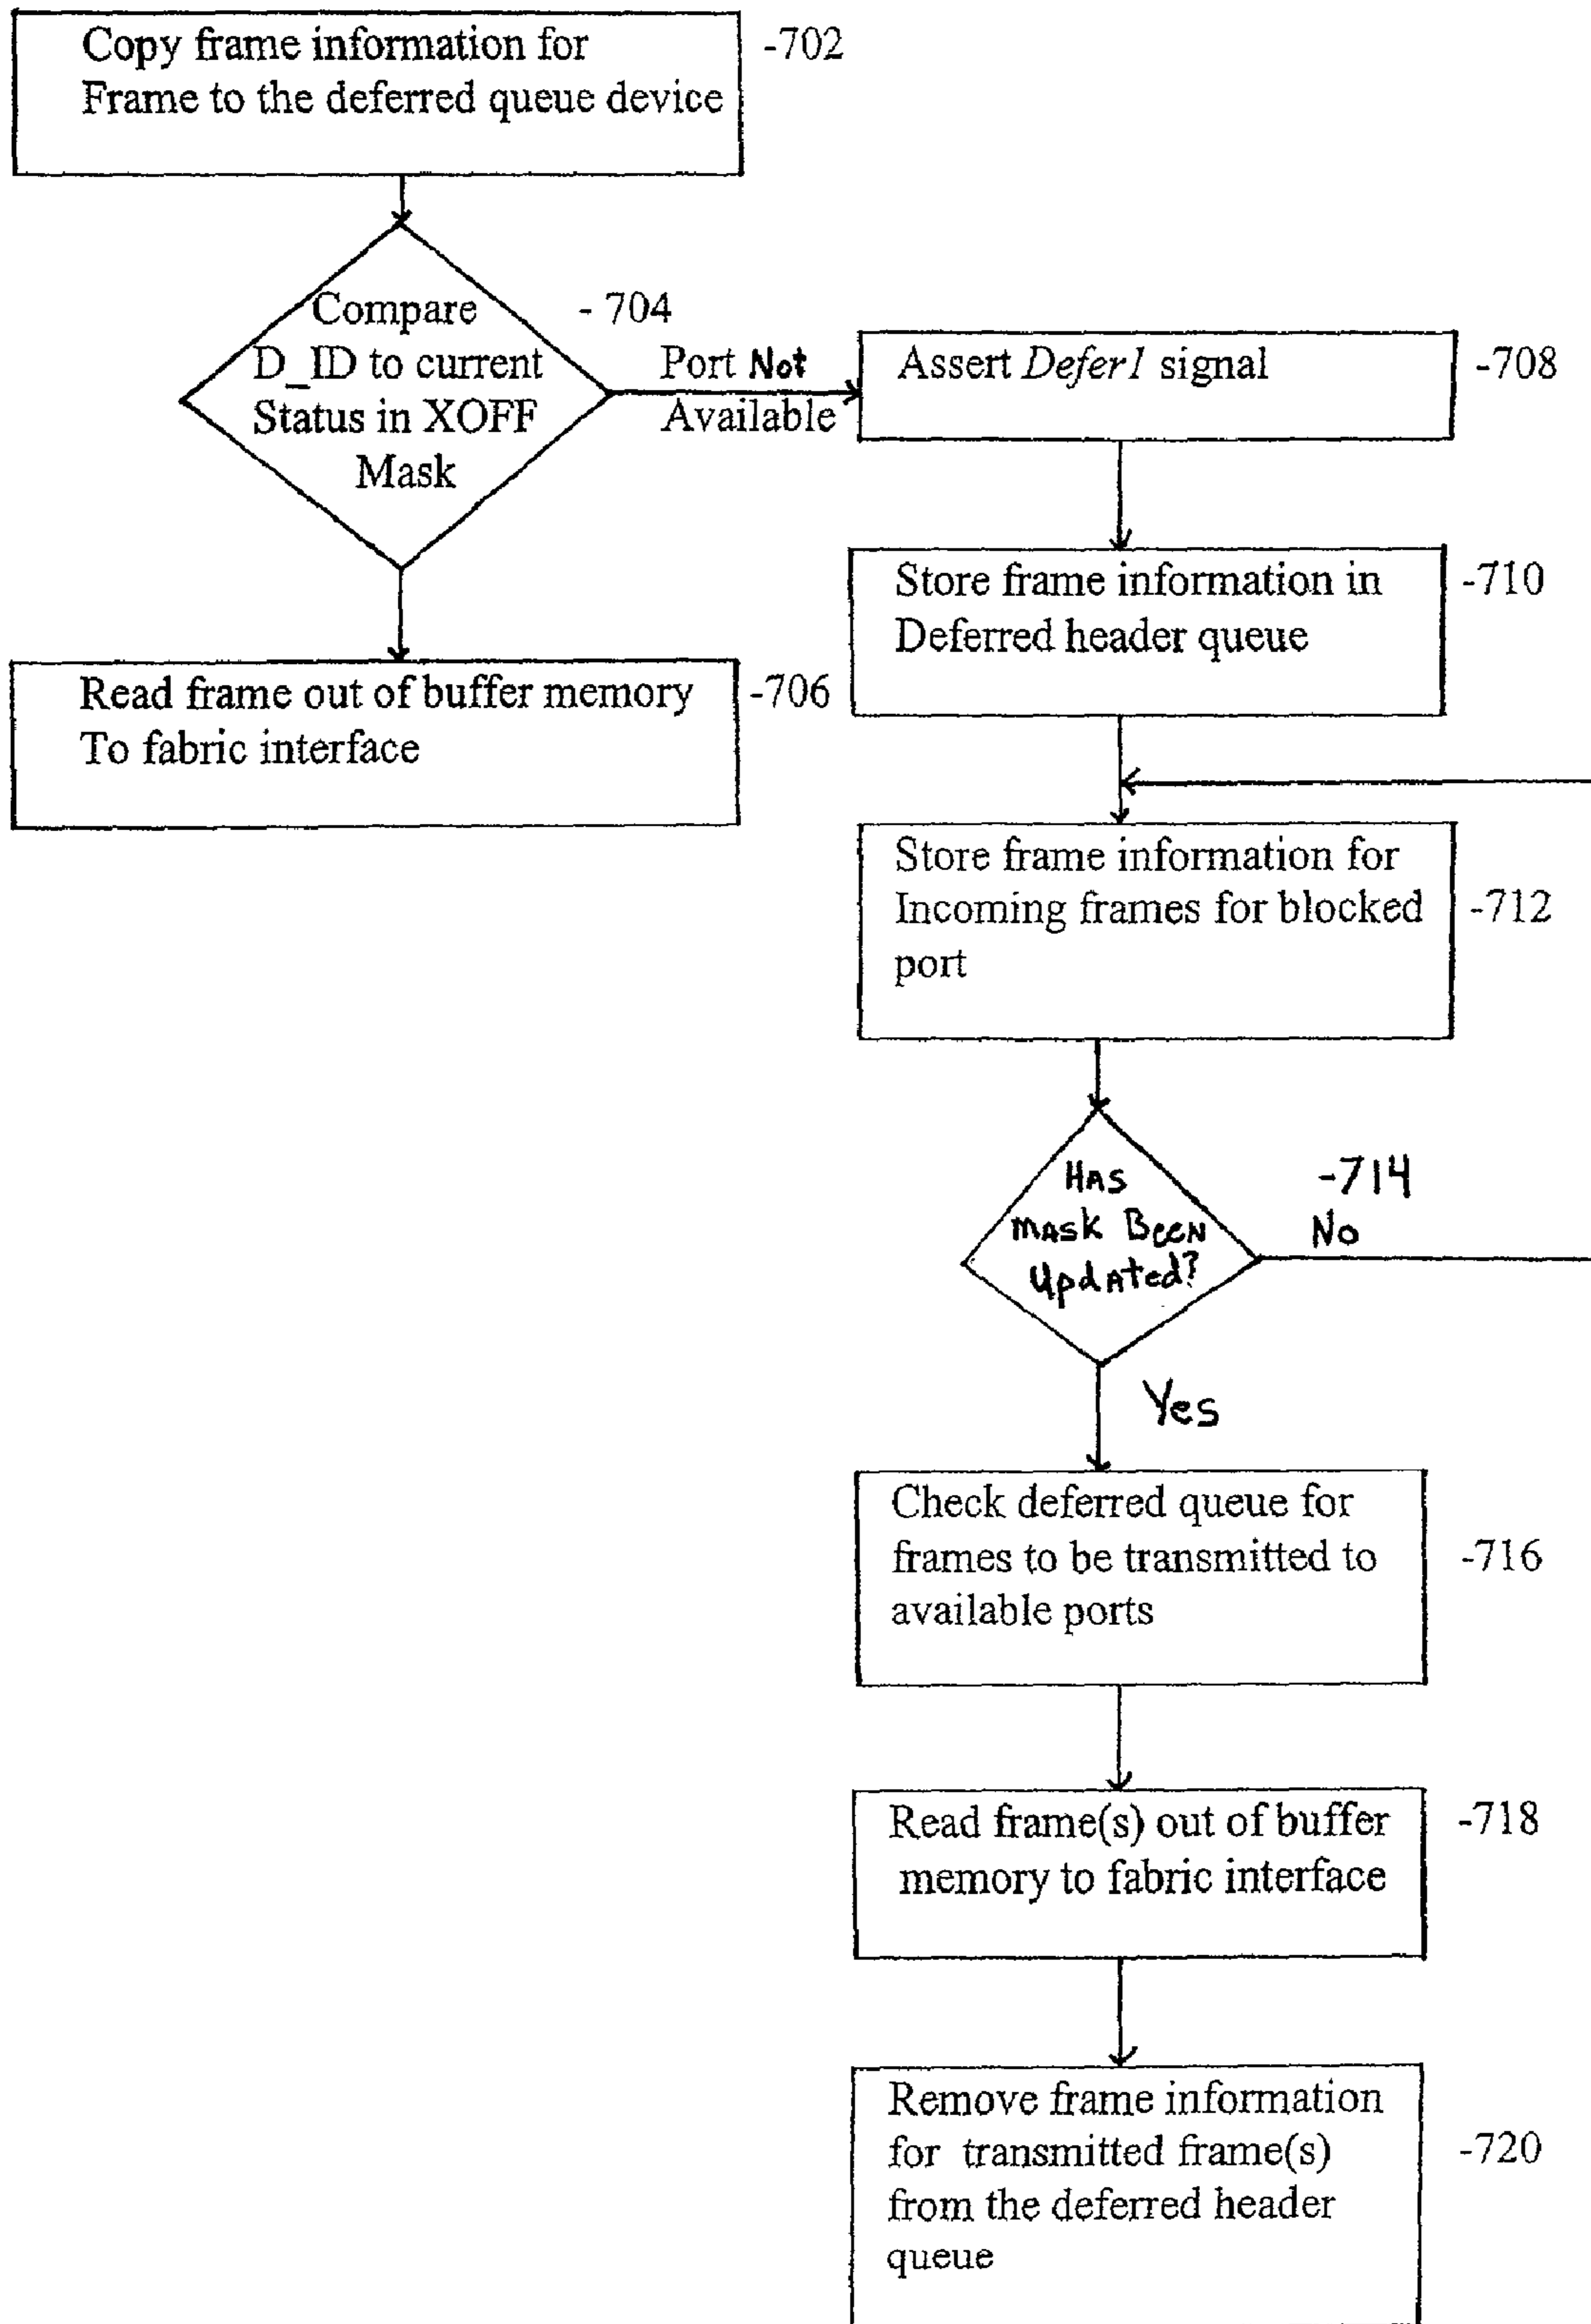 Copy frame information for
Frame to the deferred queue device
-702
Compare
D_ID to current
Status in XOFF
Mask
- 704
Port Not
Available
Assert Defer1 signal
-708
Store frame information in
Deferred header queue
-710
Read frame out of buffer memory
To fabric interface
-706
Store frame information for
Incoming frames for blocked
port
-712
HAS
MASK BEEN
UpdAted?
-714
No
Yes
Check deferred queue for
frames to be transmitted to
available ports
-716
Read frame(s) out of buffer
memory to fabric interface
-718
Remove frame information
for transmitted frame(s)
from the deferred header
queue
-720